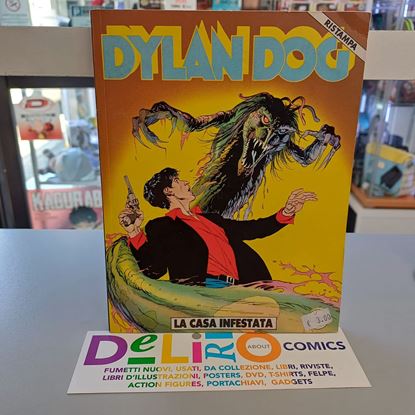 RISTAMPA
DYLAN DOG
KAGURABA
LA CASA INFESTATA
£ 3.00
DeLiRiO ABOUT COMICS
FUMETTI NUOVI, USATI, DA COLLEZIONE, LIBRI, RIVISTE,
LIBRI D'ILLUSTRAZIONI, POSTERS, DVD, T-SHIRTS, FELPE,
ACTION FIGURES, PORTACHIAVI, GADGETS